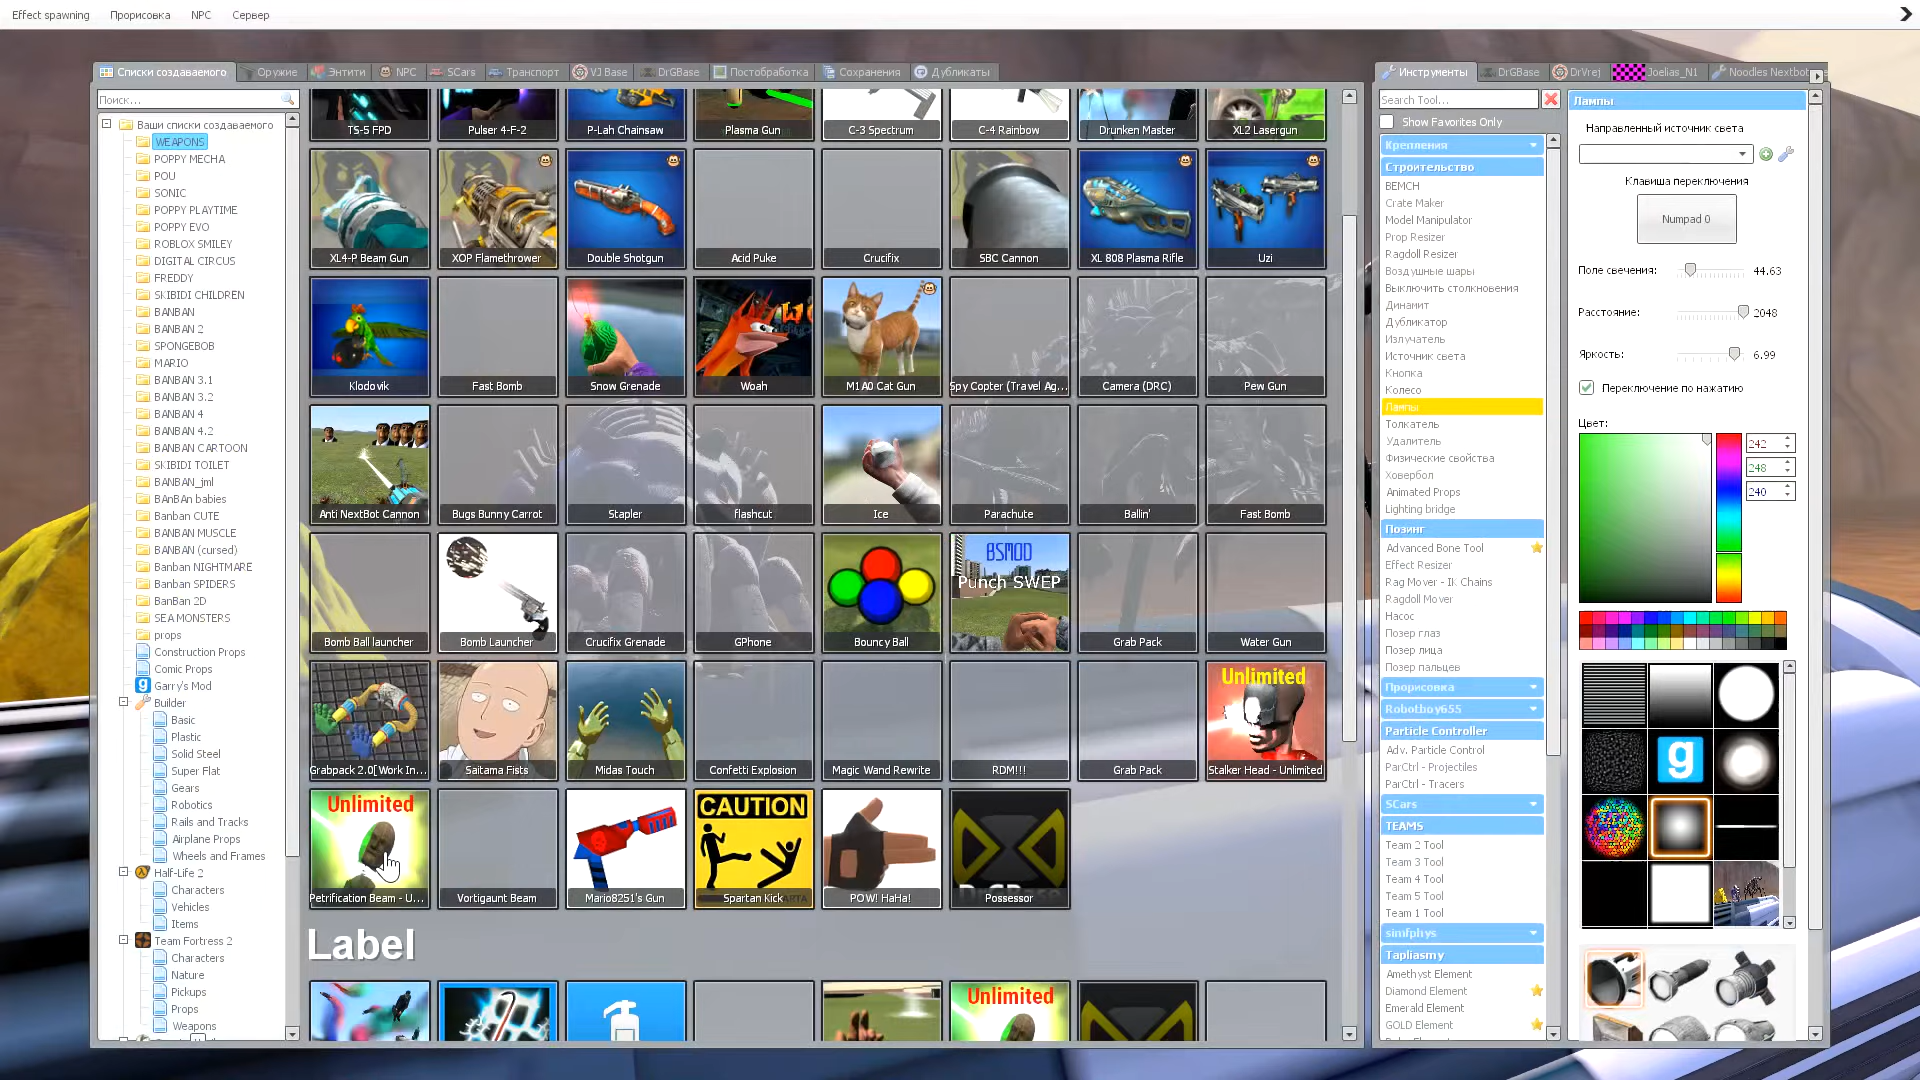 Effect spawning Прорисовка NPC Сервер
Списки создаваемого Оружие Энтити NPC SCars Транспорт VJ Base DrGBase Постобработка Сохранения Дубликаты
Поиск...
Ваши списки создаваемого
WEAPONS
POPPY MECHA
POU
SONIC
POPPY PLAYTIME
POPPY EVO
ROBLOX SMILEY
DIGITAL CIRCUS
FREDDY
SKIBIDI CHILDREN
BANBAN
BANBAN 2
SPONGEBOB
MARIO
BANBAN 3.1
BANBAN 3.2
BANBAN 4
BANBAN 4.2
BANBAN CARTOON
SKIBIDI TOILET
BANBAN_jml
BAnBAn babies
Banban CUTE
BANBAN MUSCLE
BANBAN (cursed)
Banban NIGHTMARE
Banban SPIDERS
BanBan 2D
SEA MONSTERS
props
Construction Props
Comic Props
Garry's Mod
Builder
Basic
Plastic
Solid Steel
Super Flat
Gears
Robotics
Rails and Tracks
Airplane Props
Wheels and Frames
Half-Life 2
Characters
Vehicles
Items
Team Fortress 2
Characters
Nature
Pickups
Props
Weapons
TS-5 FPD Pulser 4-F-2 P-Lah Chainsaw Plasma Gun C-3 Spectrum C-4 Rainbow Drunken Master XL2 Lasergun
XL4-P Beam Gun XOP Flamethrower Double Shotgun Acid Puke Crucifix SBC Cannon XL 808 Plasma Rifle Uzi
Klodovik Fast Bomb Snow Grenade Woah M1A0 Cat Gun Spy Copter (Travel Ag... Camera (DRC) Pew Gun
Anti NextBot Cannon Bugs Bunny Carrot Stapler flashcut Ice Parachute Ballin' Fast Bomb
BSMOD
Punch SWEP
Bomb Ball launcher Bomb Launcher Crucifix Grenade GPhone Bouncy Ball Grab Pack Water Gun
Unlimited
Grabpack 2.0[Work In... Saitama Fists Midas Touch Confetti Explosion Magic Wand Rewrite RDM!!! Grab Pack Stalker Head - Unlimited
Unlimited CAUTION
Petrification Beam - U... Vortigaunt Beam Mario8251's Gun Spartan Kick POW! HaHa! Possessor
Label
Unlimited
Инструменты DrGBase DrVrej Joelias_N1 Noodles Nextbot
Search Tool...
Show Favorites Only
Крепления
Строительство
BEMCH
Crate Maker
Model Manipulator
Prop Resizer
Ragdoll Resizer
Воздушные шары
Выключить столкновения
Динамит
Дубликатор
Излучатель
Источник света
Кнопка
Колесо
Лампы
Толкатель
Удалитель
Физические свойства
Ховербол
Animated Props
Lighting bridge
Позинг
Advanced Bone Tool
Effect Resizer
Rag Mover - IK Chains
Ragdoll Mover
Насос
Позер глаз
Позер лица
Позер пальцев
Прорисовка
Robotboy655
Particle Controller
Adv. Particle Control
ParCtrl - Projectiles
ParCtrl - Tracers
SCars
TEAMS
Team 2 Tool
Team 3 Tool
Team 4 Tool
Team 5 Tool
Team 1 Tool
simfphys
Tapliasmy
Amethyst Element
Diamond Element
Emerald Element
GOLD Element
Лампы
Направленный источник света
Клавиша переключения
Numpad 0
Поле свечения: 44.63
Расстояние: 2048
Яркость: 6.99
Переключение по нажатию
Цвет:
242
248
240